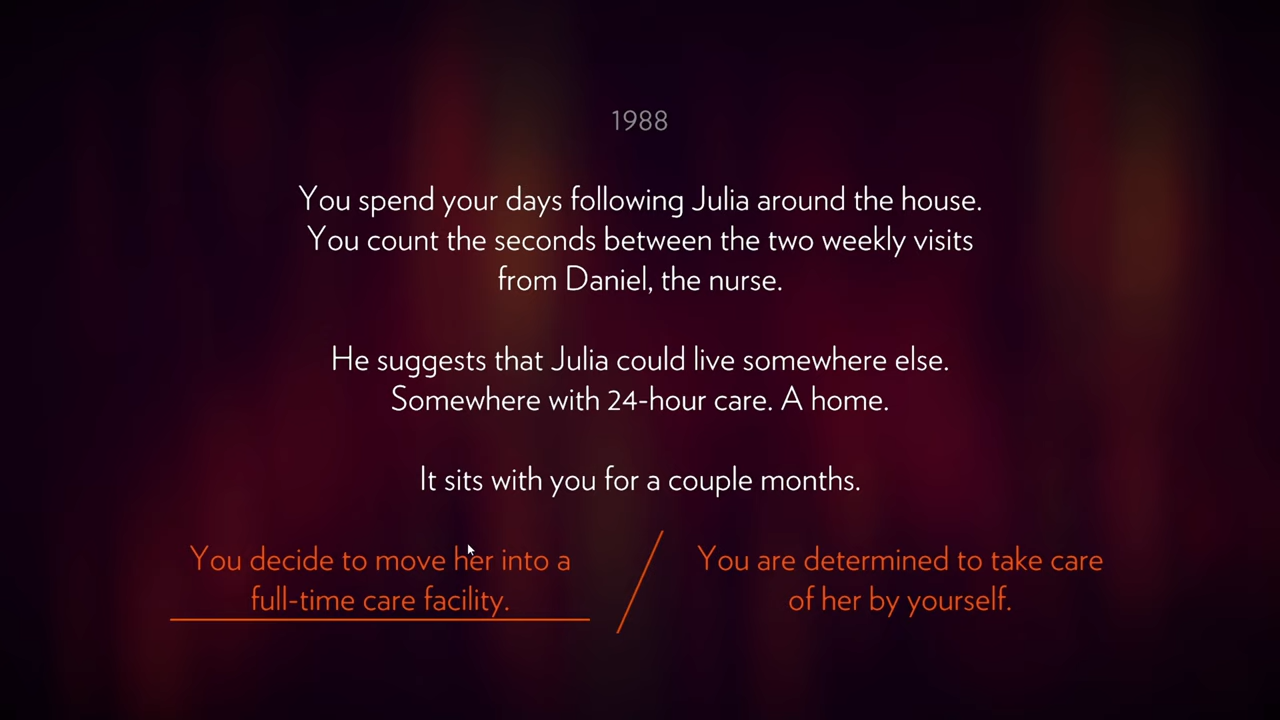 1988
You spend your days following Julia around the house.
You count the seconds between the two weekly visits
from Daniel, the nurse.
He suggests that Julia could live somewhere else.
Somewhere with 24-hour care. A home.
It sits with you for a couple months.
You decide to move her into a
full-time care facility.
You are determined to take care
of her by yourself.